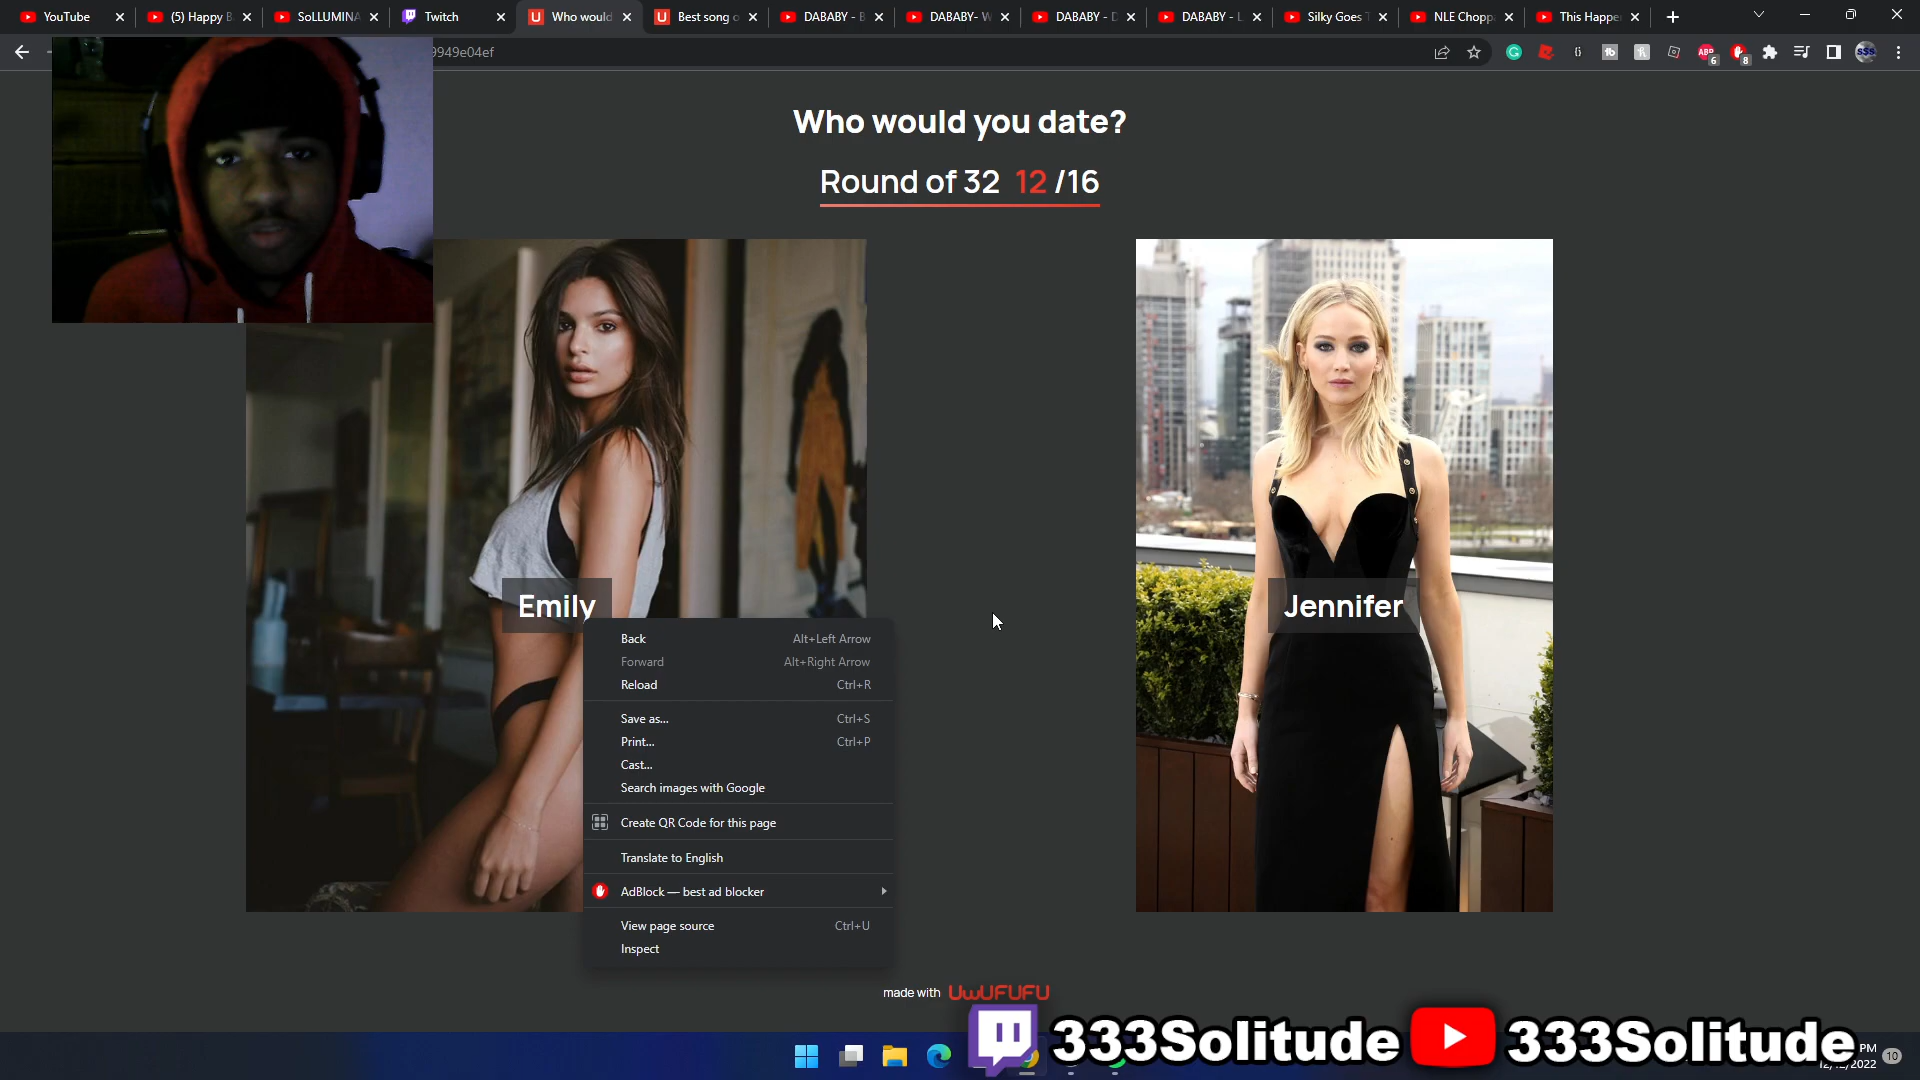 YouTube
(5) Happy B
SoLLUMINA
Twitch
Who would
Best song o
DABABY - B
DABABY- W
DABABY - D
DABABY - L
Silky Goes T
NLE Chopp
This Happe
9949e04ef
ABP
6
8
$$$
Who would you date?
Round of 32 12 /16
Emily
Jennifer
Back Alt+Left Arrow
Forward Alt+Right Arrow
Reload Ctrl+R
Save as... Ctrl+S
Print... Ctrl+P
Cast...
Search images with Google
Create QR Code for this page
Translate to English
AdBlock — best ad blocker
View page source Ctrl+U
Inspect
made with UwUFUFU
333Solitude 333Solitude
PM
/2022
10